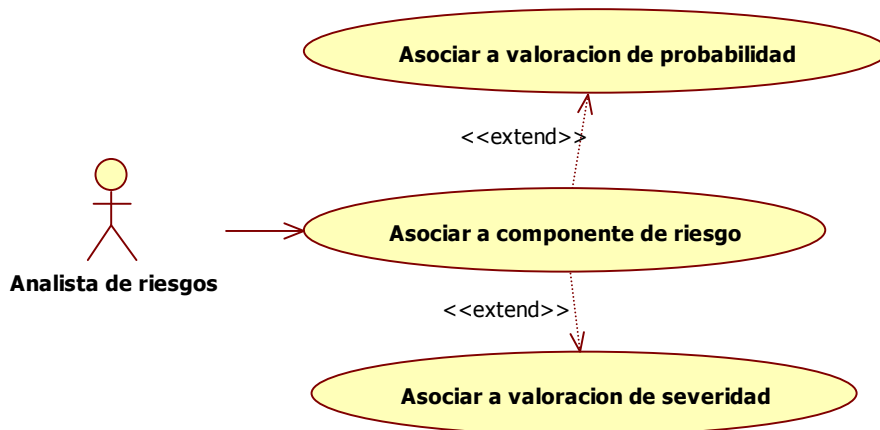 Asociar a valoracion de probabilidad
<<extend>>
Asociar a componente de riesgo
Analista de riesgos
<<extend>>
Asociar a valoracion de severidad